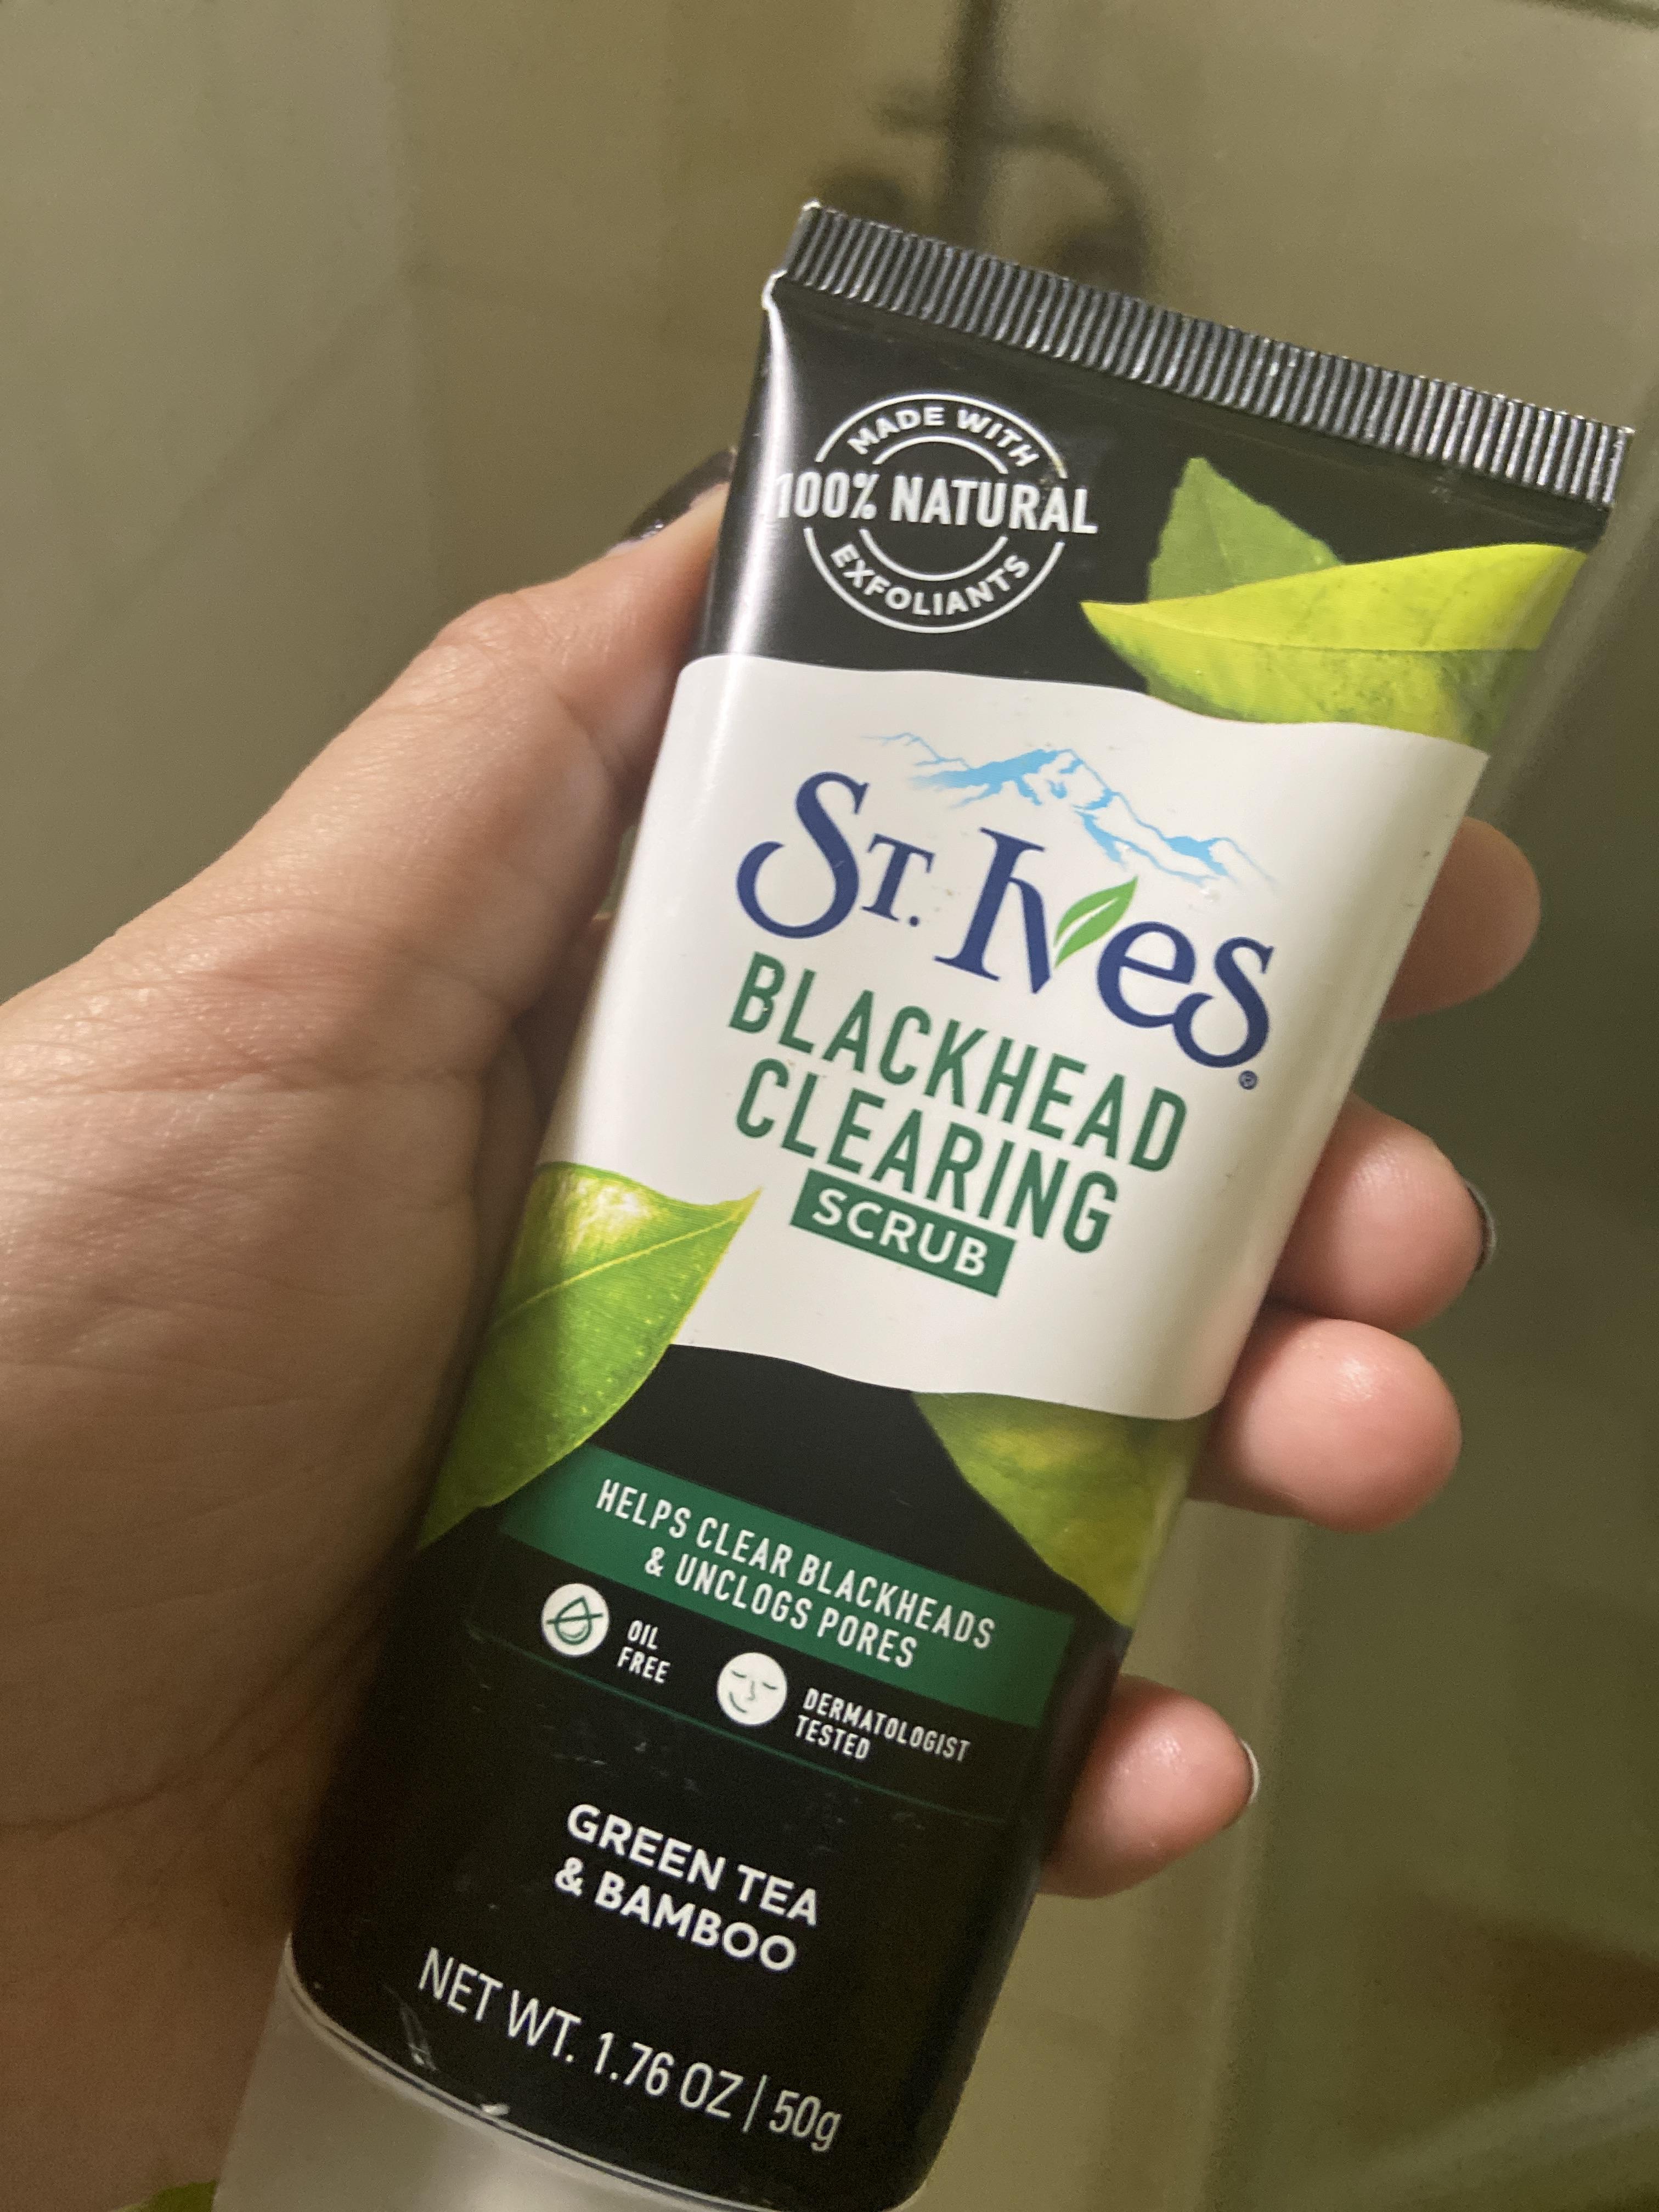 MADE WITH
100% NATURAL
EXFOLIANTS
ST. IVES®
BLACKHEAD
CLEARING
SCRUB
HELPS CLEAR BLACKHEADS
& UNCLOGS PORES
OIL
FREE
DERMATOLOGIST
TESTED
GREEN TEA
& BAMBOO
NET WT. 1.76 OZ | 50g